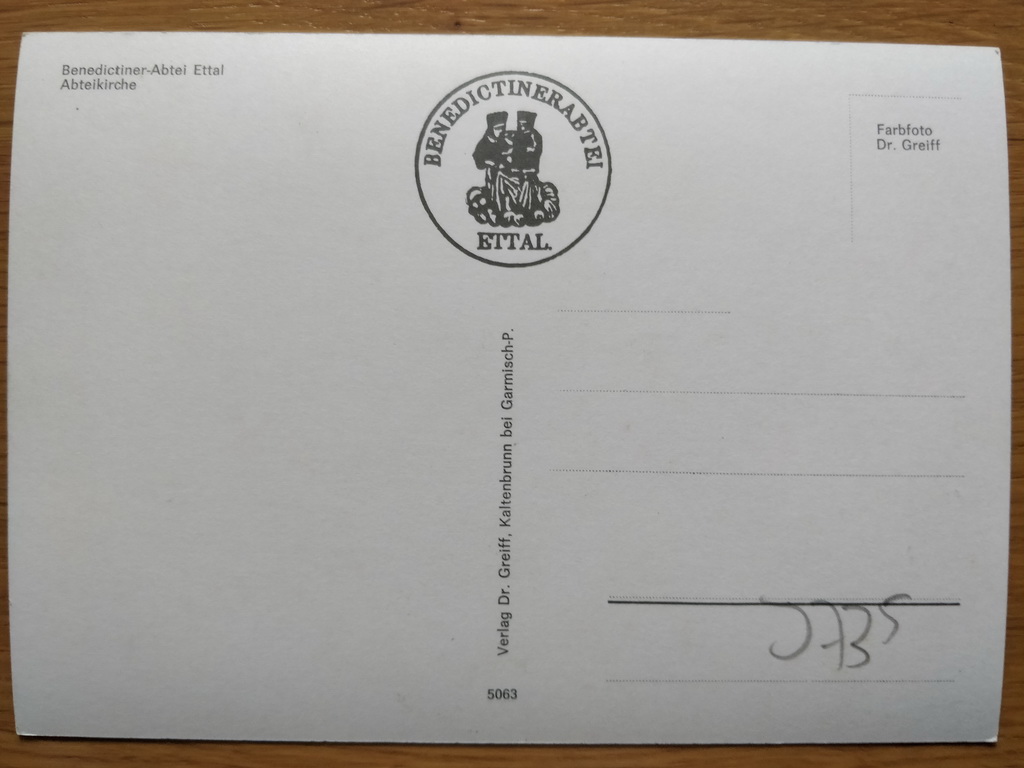 Benedictiner-Abtei Ettal
Abteikirche
BENEDICTINERABTEI
ETTAL.
Farbfoto
Dr. Greiff
Verlag Dr. Greiff, Kaltenbrunn bei Garmisch-P.
5063